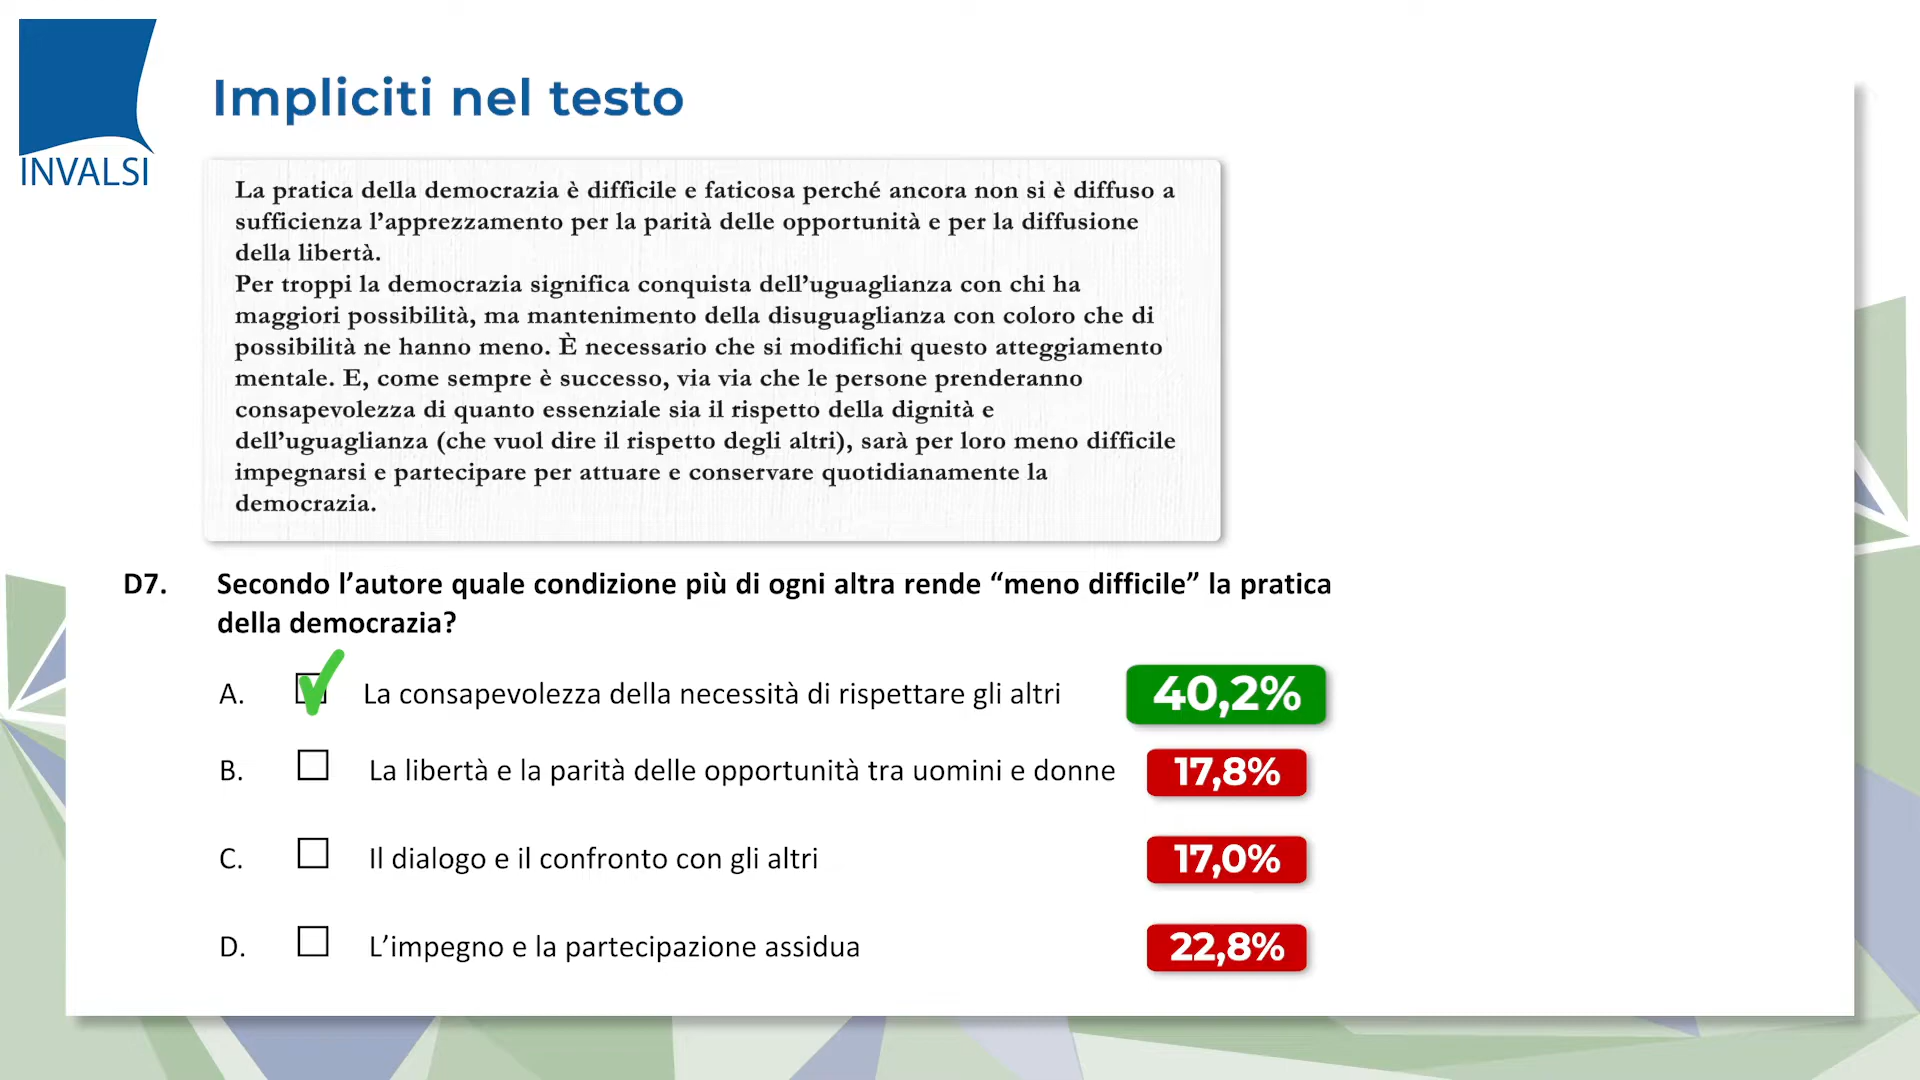 INVALSI
Impliciti nel testo
La pratica della democrazia è difficile e faticosa perché ancora non si è diffuso a
sufficienza l’apprezzamento per la parità delle opportunità e per la diffusione
della libertà.
Per troppi la democrazia significa conquista dell’uguaglianza con chi ha
maggiori possibilità, ma mantenimento della disuguaglianza con coloro che di
possibilità ne hanno meno. È necessario che si modifichi questo atteggiamento
mentale. E, come sempre è successo, via via che le persone prenderanno
consapevolezza di quanto essenziale sia il rispetto della dignità e
dell’uguaglianza (che vuol dire il rispetto degli altri), sarà per loro meno difficile
impegnarsi e partecipare per attuare e conservare quotidianamente la
democrazia.
D7. Secondo l’autore quale condizione più di ogni altra rende “meno difficile” la pratica
della democrazia?
A. La consapevolezza della necessità di rispettare gli altri 40,2%
B. La libertà e la parità delle opportunità tra uomini e donne 17,8%
C. Il dialogo e il confronto con gli altri 17,0%
D. L’impegno e la partecipazione assidua 22,8%